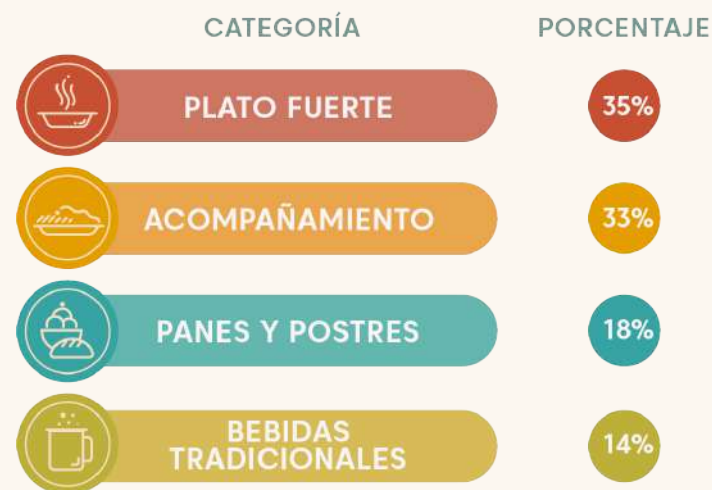 CATEGORÍA PORCENTAJE
PLATO FUERTE 35%
ACOMPAÑAMIENTO 33%
PANES Y POSTRES 18%
BEBIDAS
TRADICIONALES 14%